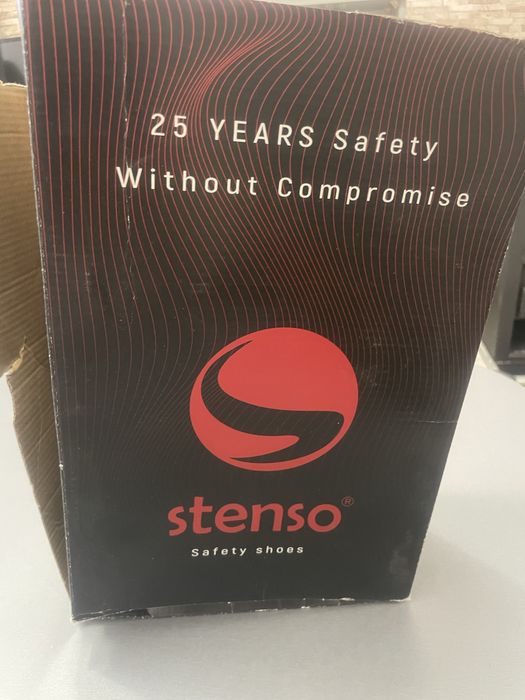 25 YEARS Safety
Without Compromise
stenso®
Safety shoes